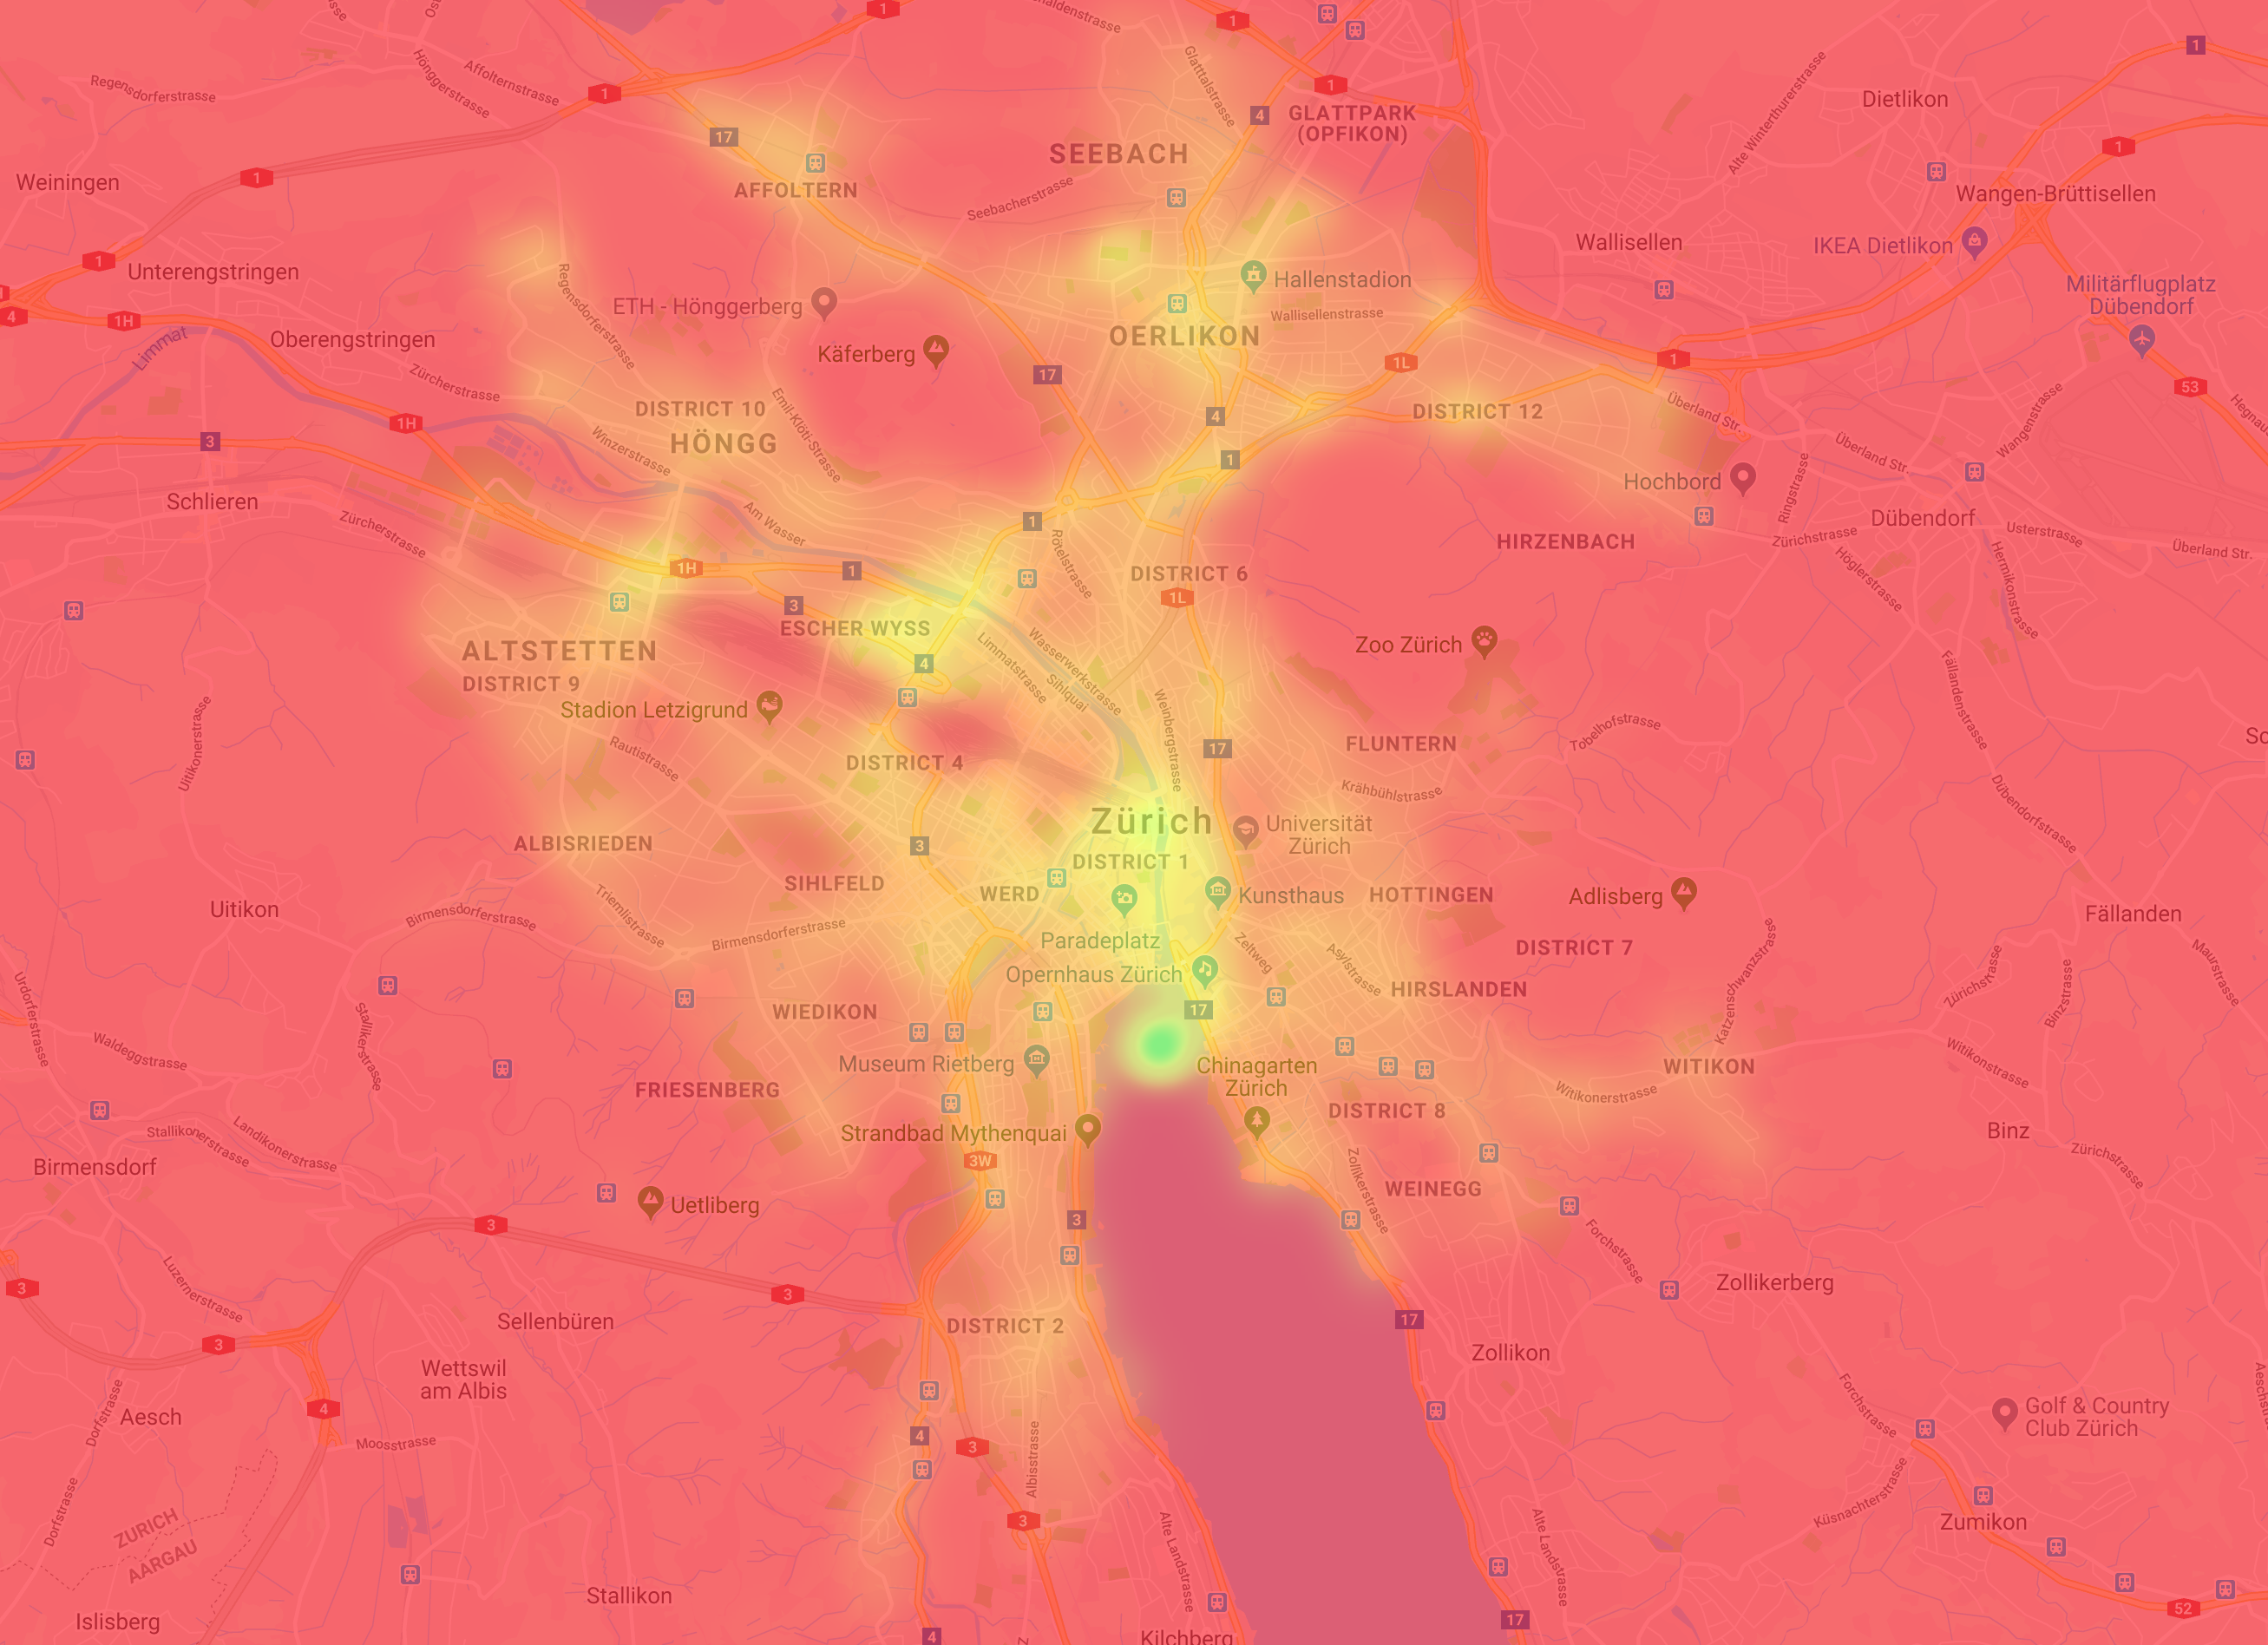 1
1
1
Affolternstrasse
Hönggerstrasse
Regensdorferstrasse
1
Glatttalstrasse
1
Dietlikon
Alte Winterthurerstrasse
4
GLATTPARK
(OPFIKON)
17
SEEBACH
1
Weiningen
1
AFFOLTERN
Seebacherstrasse
Wangen-Brüttisellen
Wallisellen
IKEA Dietlikon
1
Unterengstringen
Regensdorferstrasse
Hallenstadion
Militärflugplatz
Dübendorf
ETH - Hönggerberg
4
1H
Limmat
Oberengstringen
Wallisellenstrasse
OERLIKON
Käferberg
1L
1
17
53
Zürcherstrasse
DISTRICT 10
HÖNGG
Emil-Klöti-Strasse
DISTRICT 12
Überland Str.
Wangenstrasse
1H
4
3
Winzerstrasse
1
Überland Str.
Schlieren
Hochbord
Ringstrasse
Zürcherstrasse
Am Wasser
1
Dübendorf
Usterstrasse
HIRZENBACH
Zürichstrasse
Überland Str.
Rötelstrasse
1H
1
DISTRICT 6
Höglerstrasse
Hermikonstrasse
3
1L
ESCHER WYSS
ALTSTETTEN
DISTRICT 9
4
Limmatstrasse
Wasserwerkstrasse
Sihlquai
Zoo Zürich
Fällandenstrasse
Stadion Letzigrund
Uitikonerstrasse
Rautistrasse
Weinbergstrasse
17
FLUNTERN
Tobelhofstrasse
DISTRICT 4
Krähbühlstrasse
Dübendorfstrasse
Zürich
Universität
Zürich
ALBISRIEDEN
3
DISTRICT 1
SIHLFELD
WERD
Kunsthaus
HOTTINGEN
Adlisberg
Uitikon
Birmensdorferstrasse
Triemlistrasse
Birmensdorferstrasse
Fällanden
Paradeplatz
Zeltweg
Asylstrasse
DISTRICT 7
Opernhaus Zürich
Katzenschwanzstrasse
Zürichstrasse
Binzstrasse
Maurstrasse
Urdorferstrasse
HIRSLANDEN
WIEDIKON
17
Stallikerstrasse
Waldeggstrasse
Museum Rietberg
Chinagarten
Zürich
WITIKON
Witikonstrasse
FRIESENBERG
Witikonerstrasse
DISTRICT 8
Strandbad Mythenquai
Stallikonerstrasse
Landikonerstrasse
Binz
Birmensdorf
3W
Zollikerstrasse
Zürichstrasse
WEINEGG
Uetliberg
3
3
Forchstrasse
Luzernerstrasse
3
3
Zollikerberg
Sellenbüren
DISTRICT 2
17
3
Zollikon
Wettswil
am Albis
Forchstrasse
Aesch
Dorfstrasse
4
Golf & Country
Club Zürich
Moosstrasse
4
3
Albisstrasse
Küsnachterstrasse
Dorfstrasse
ZURICH
AARGAU
3
Alte Landstrasse
Alte Landstrasse
Zumikon
Stallikon
52
Islisberg
17
4
Kilchberg